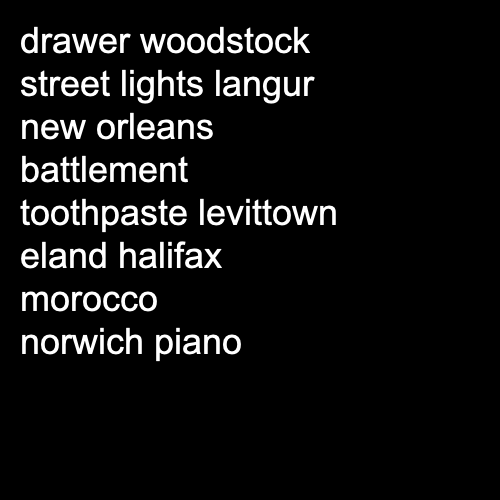 drawer woodstock
street lights langur
new orleans
battlement
toothpaste levittown
eland halifax
morocco
norwich piano